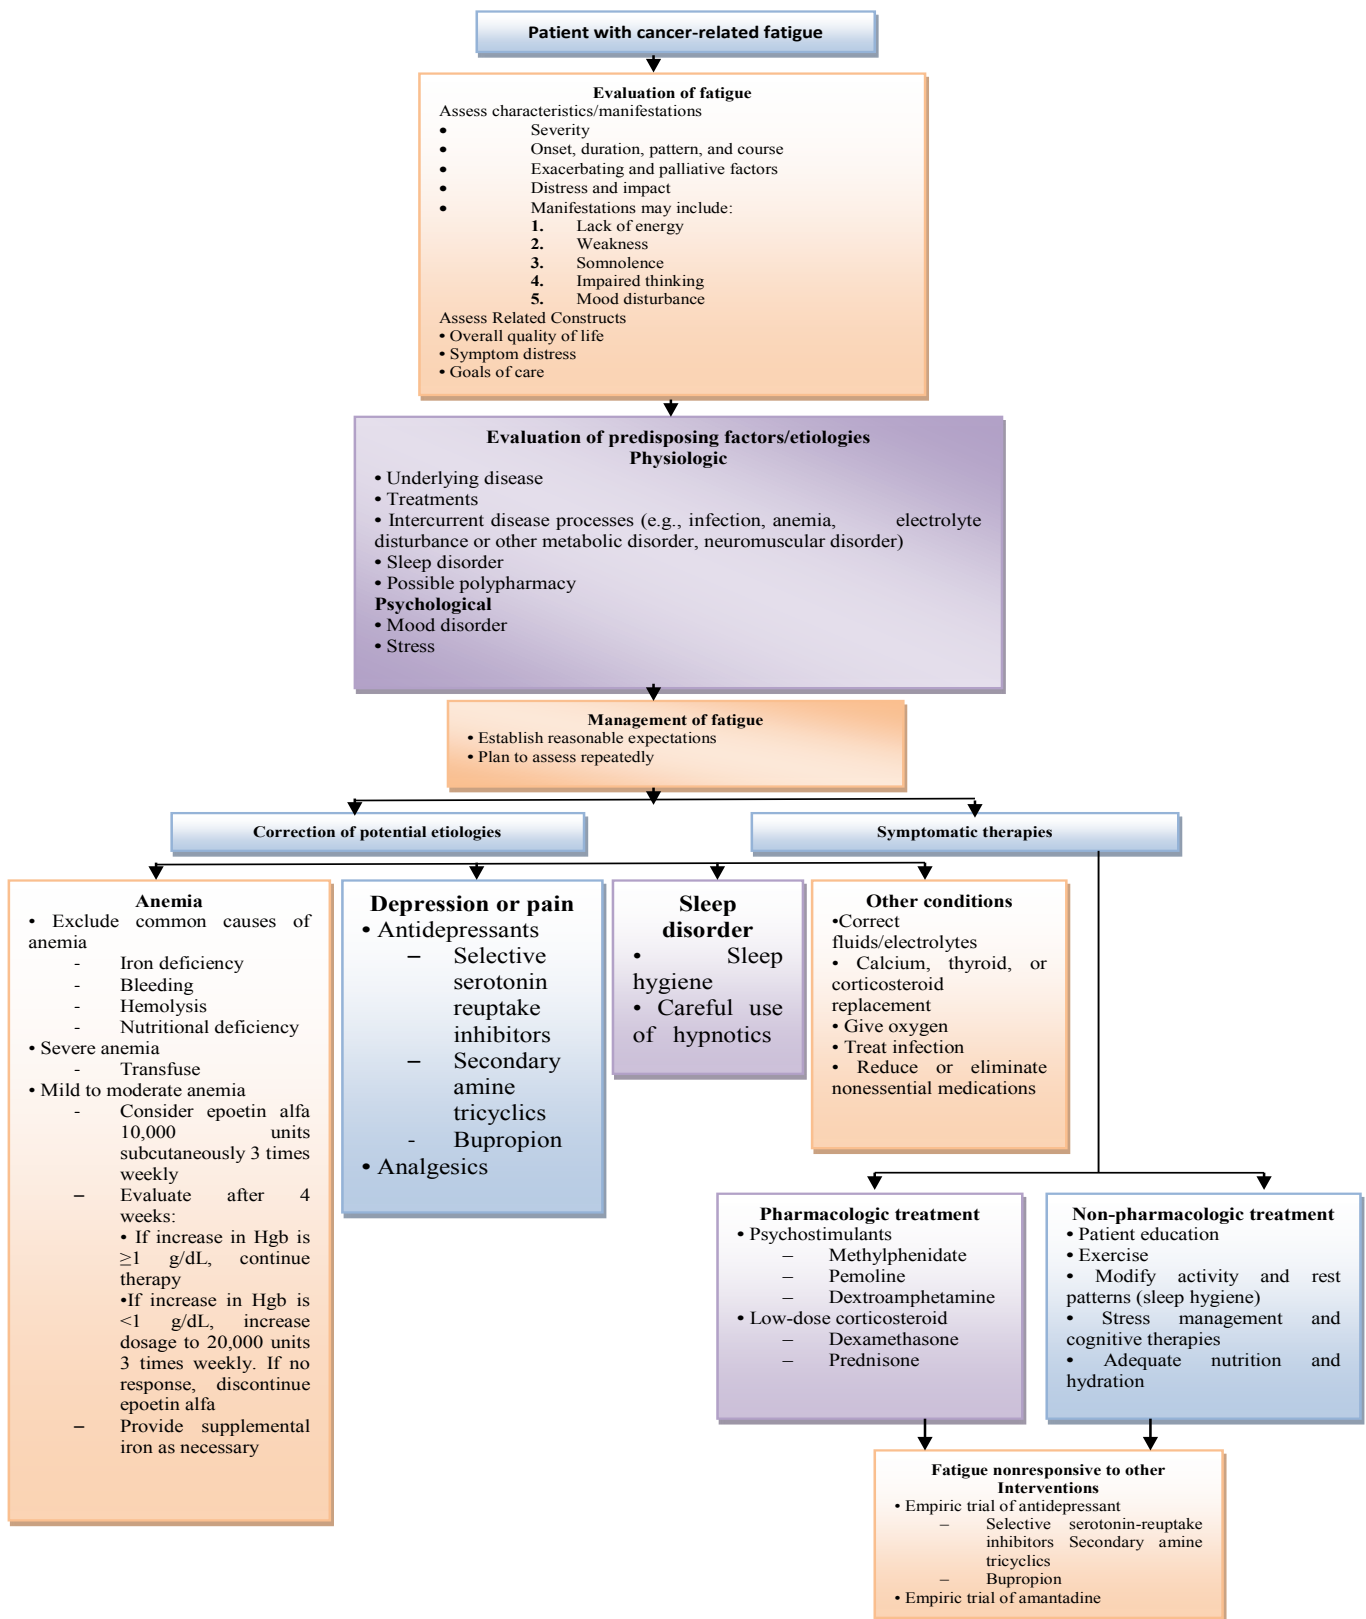 Patient with cancer-related fatigue
Evaluation of fatigue
Assess characteristics/manifestations
• Severity
• Onset, duration, pattern, and course
• Exacerbating and palliative factors
• Distress and impact
• Manifestations may include:
1. Lack of energy
2. Weakness
3. Somnolence
4. Impaired thinking
5. Mood disturbance
Assess Related Constructs
• Overall quality of life
• Symptom distress
• Goals of care
Evaluation of predisposing factors/etiologies
Physiologic
• Underlying disease
• Treatments
• Intercurrent disease processes (e.g., infection, anemia, electrolyte
disturbance or other metabolic disorder, neuromuscular disorder)
• Sleep disorder
• Possible polypharmacy
Psychological
• Mood disorder
• Stress
Management of fatigue
• Establish reasonable expectations
• Plan to assess repeatedly
Correction of potential etiologies
Symptomatic therapies
Anemia
• Exclude common causes of
anemia
- Iron deficiency
- Bleeding
- Hemolysis
- Nutritional deficiency
• Severe anemia
- Transfuse
• Mild to moderate anemia
- Consider epoetin alfa
10,000 units
subcutaneously 3 times
weekly
– Evaluate after 4
weeks:
• If increase in Hgb is
≥1 g/dL, continue
therapy
•If increase in Hgb is
<1 g/dL, increase
dosage to 20,000 units
3 times weekly. If no
response, discontinue
epoetin alfa
– Provide supplemental
iron as necessary
Depression or pain
• Antidepressants
– Selective
serotonin
reuptake
inhibitors
– Secondary
amine
tricyclics
- Bupropion
• Analgesics
Sleep
disorder
• Sleep
hygiene
• Careful use
of hypnotics
Other conditions
•Correct
fluids/electrolytes
• Calcium, thyroid, or
corticosteroid
replacement
• Give oxygen
• Treat infection
• Reduce or eliminate
nonessential medications
Pharmacologic treatment
• Psychostimulants
– Methylphenidate
– Pemoline
– Dextroamphetamine
• Low-dose corticosteroid
– Dexamethasone
– Prednisone
Non-pharmacologic treatment
• Patient education
• Exercise
• Modify activity and rest
patterns (sleep hygiene)
• Stress management and
cognitive therapies
• Adequate nutrition and
hydration
Fatigue nonresponsive to other
Interventions
• Empiric trial of antidepressant
– Selective serotonin-reuptake
inhibitors Secondary amine
tricyclics
– Bupropion
• Empiric trial of amantadine